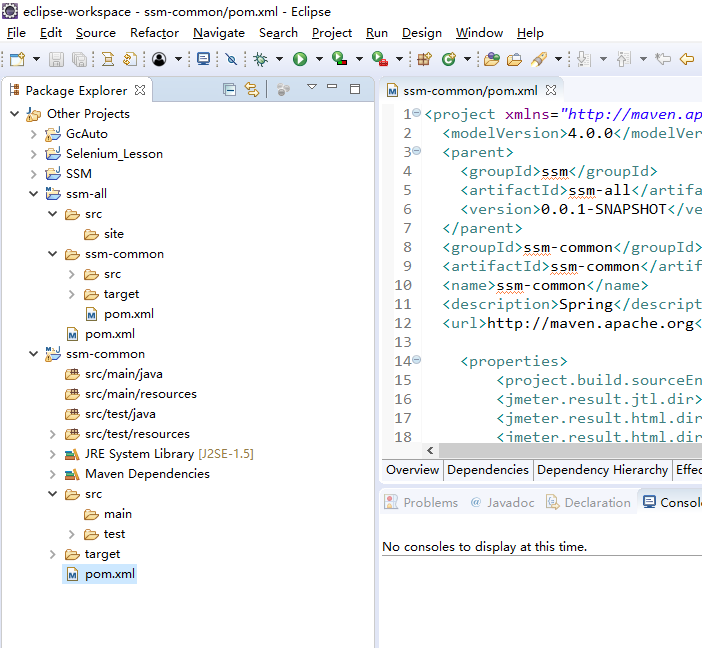 eclipse-workspace - ssm-common/pom.xml - Eclipse
File Edit Source Refactor Navigate Search Project Run Design Window Help
Package Explorer
Other Projects
GcAuto
Selenium_Lesson
SSM
ssm-all
src
site
ssm-common
src
target
pom.xml
pom.xml
ssm-common
src/main/java
src/main/resources
src/test/java
src/test/resources
JRE System Library [J2SE-1.5]
Maven Dependencies
src
main
test
target
pom.xml
ssm-common/pom.xml
1 <project xmlns="http://maven.ap
2 <modelVersion>4.0.0</modelVer
3 <parent>
4 <groupId>ssm</groupId>
5 <artifactId>ssm-all</artifa
6 <version>0.0.1-SNAPSHOT</ve
7 </parent>
8 <groupId>ssm-common</groupId>
9 <artifactId>ssm-common</artif
10 <name>ssm-common</name>
11 <description>Spring</descript
12 <url>http://maven.apache.org<
13
14 <properties>
15 <project.build.sourceEn
16 <jmeter.result.jtl.dir>
17 <jmeter.result.html.dir
18 <jmeter.result.html.dir
Overview Dependencies Dependency Hierarchy Effec
Problems @ Javadoc Declaration Consol
No consoles to display at this time.